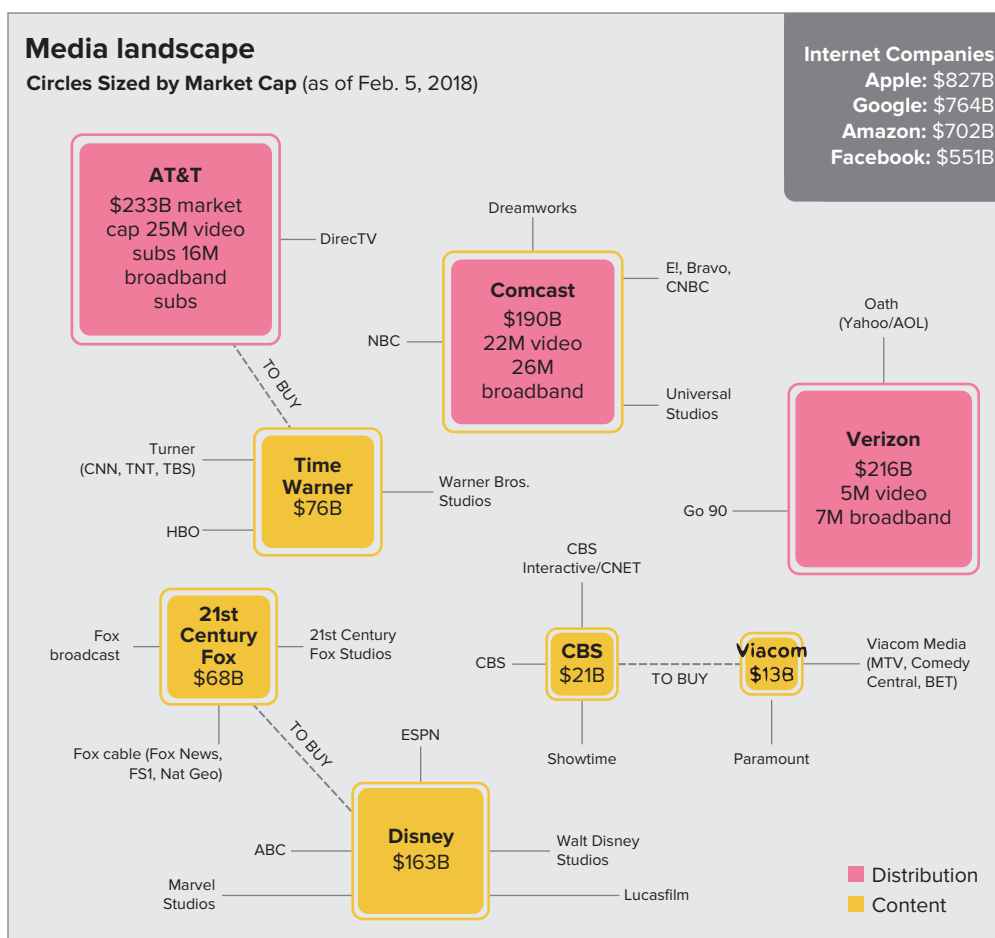 Media landscape
Circles Sized by Market Cap (as of Feb. 5, 2018)
Internet Companies
Apple: $827B
Google: $764B
Amazon: $702B
Facebook: $551B
AT&T
$233B market
cap 25M video
subs 16M
broadband
subs
DirecTV
Dreamworks
Comcast
$190B
22M video
26M
broadband
E!, Bravo,
CNBC
NBC
Universal
Studios
Oath
(Yahoo/AOL)
Verizon
$216B
5M video
7M broadband
Go 90
TO BUY
Turner
(CNN, TNT, TBS)
Time
Warner
$76B
Warner Bros.
Studios
HBO
21st
Century
Fox
$68B
Fox
broadcast
21st Century
Fox Studios
Fox cable (Fox News,
FS1, Nat Geo)
TO BUY
CBS
Interactive/CNET
CBS
CBS
$21B
TO BUY
Showtime
Viacom
$13B
Viacom Media
(MTV, Comedy
Central, BET)
Paramount
ESPN
Disney
$163B
ABC
Walt Disney
Studios
Marvel
Studios
Lucasfilm
Distribution
Content